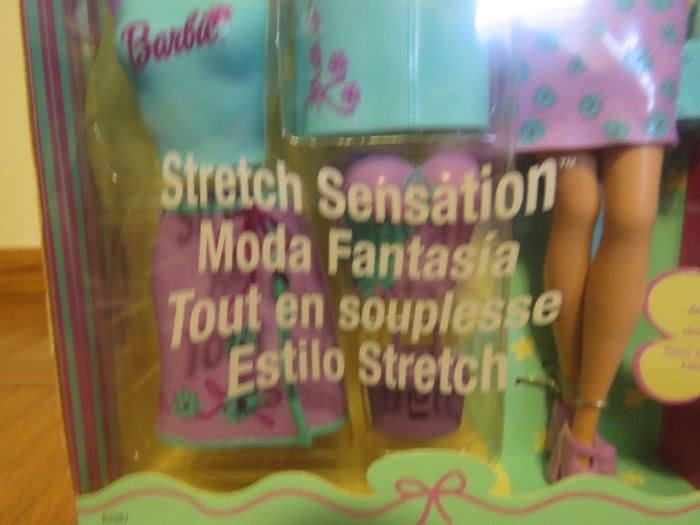 Barbie
Stretch Sensation™
Moda Fantasía
Tout en souplesse
Estilo Stretch